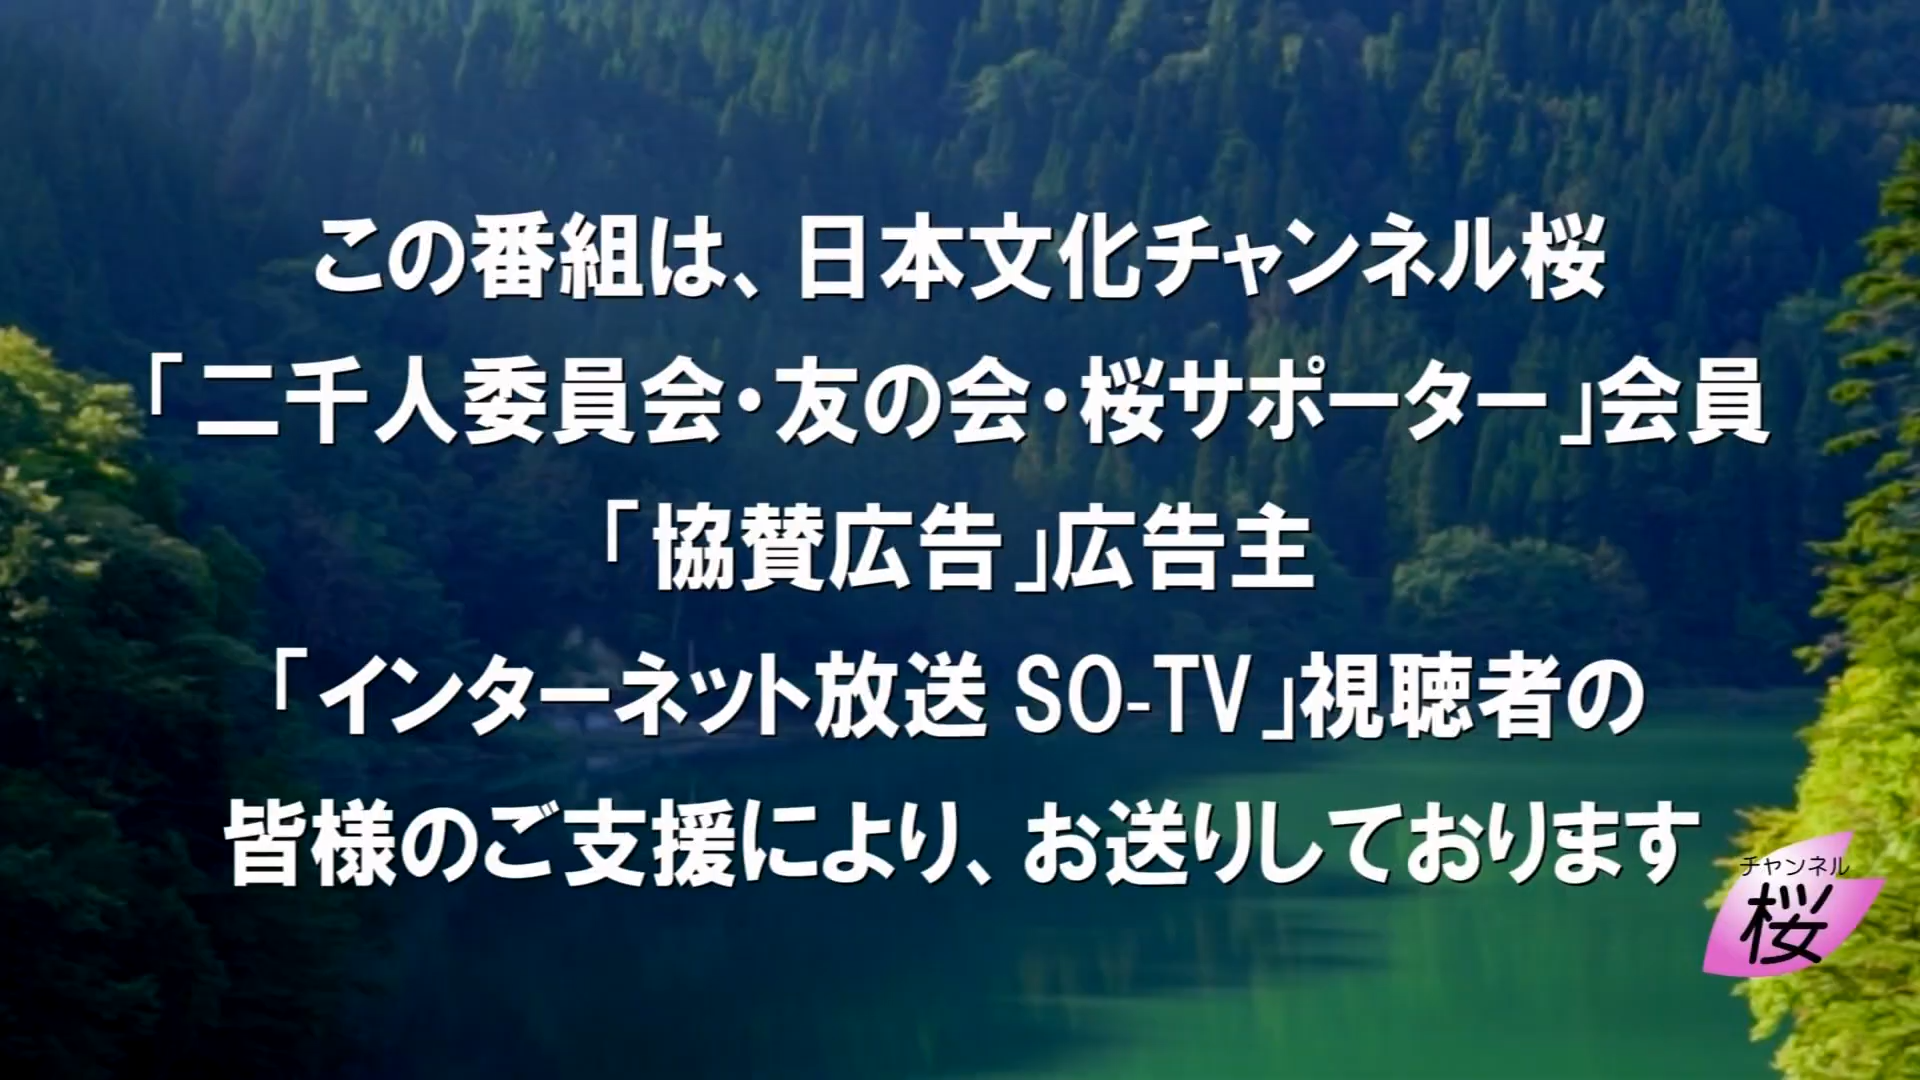 この番組は、日本文化チャンネル桜
「二千人委員会・友の会・桜サポーター」会員
「協賛広告」広告主
「インターネット放送 SO-TV」視聴者の
皆様のご支援により、お送りしております
チャンネル
桜